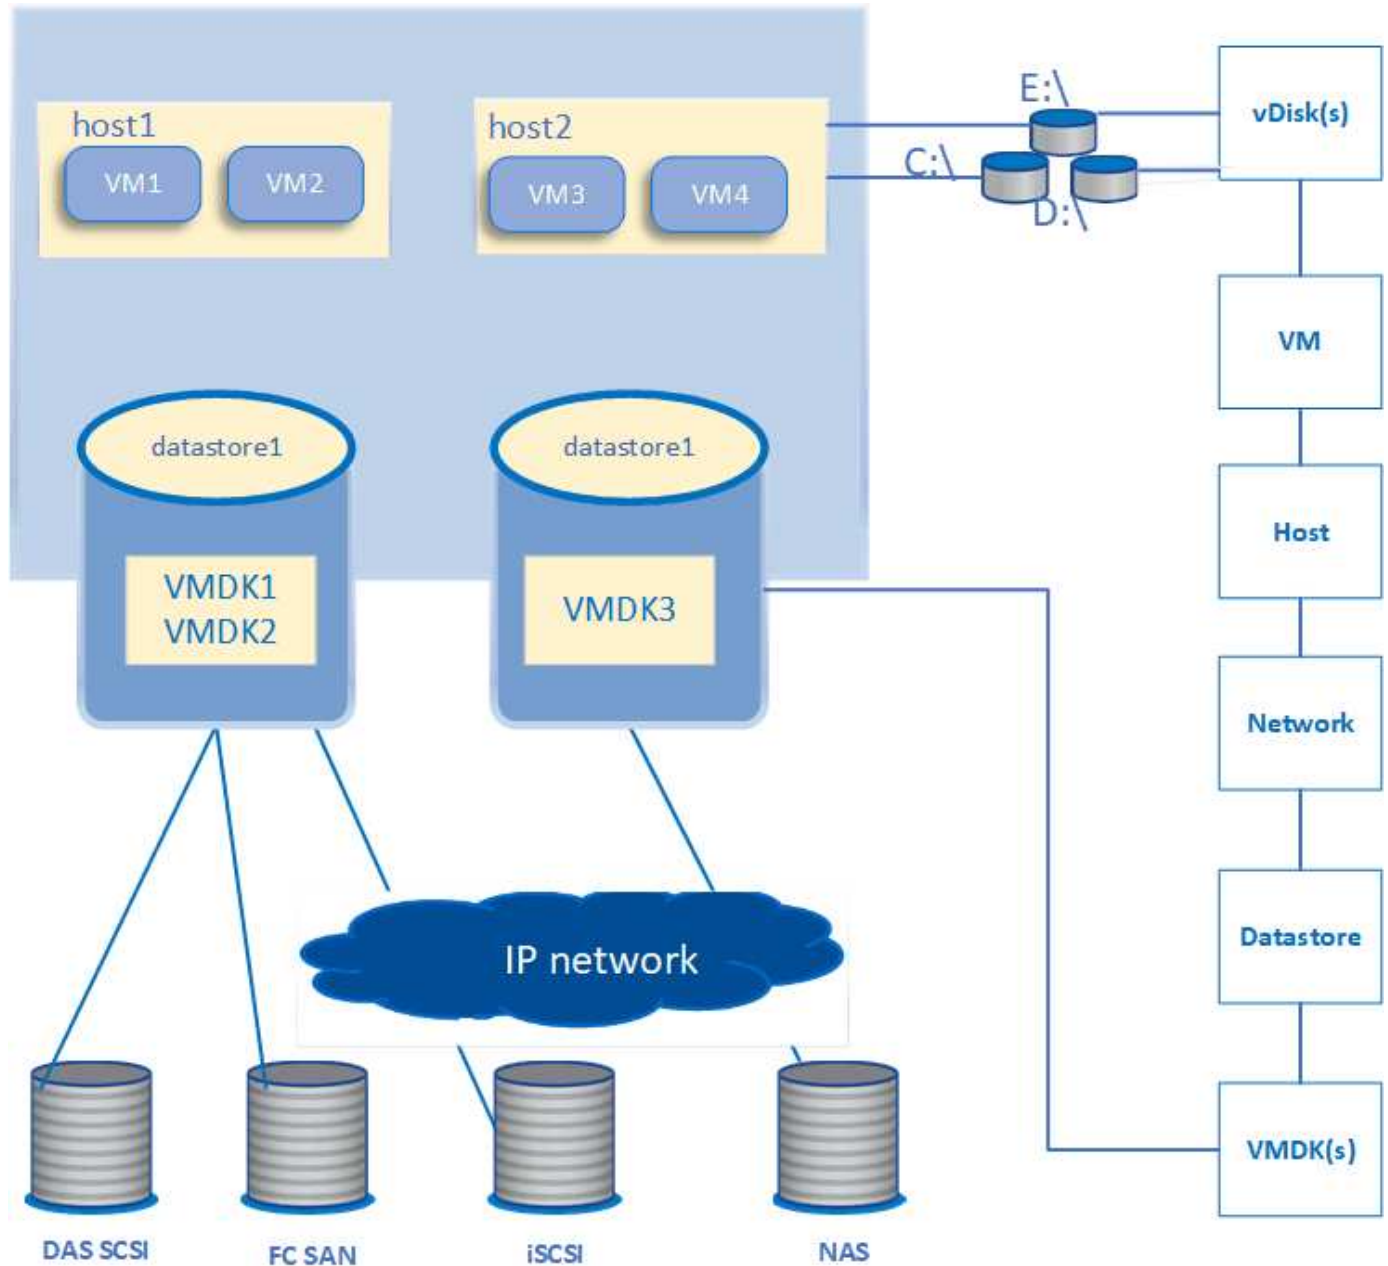 E:\
vDisk(s)
host1
host2
VM1
VM2
VM3
VM4
C:\
D:\
VM
datastore1
datastore1
Host
VMDK1
VMDK2
VMDK3
Network
IP network
Datastore
VMDK(s)
DAS SCSI
FC SAN
iSCSI
NAS